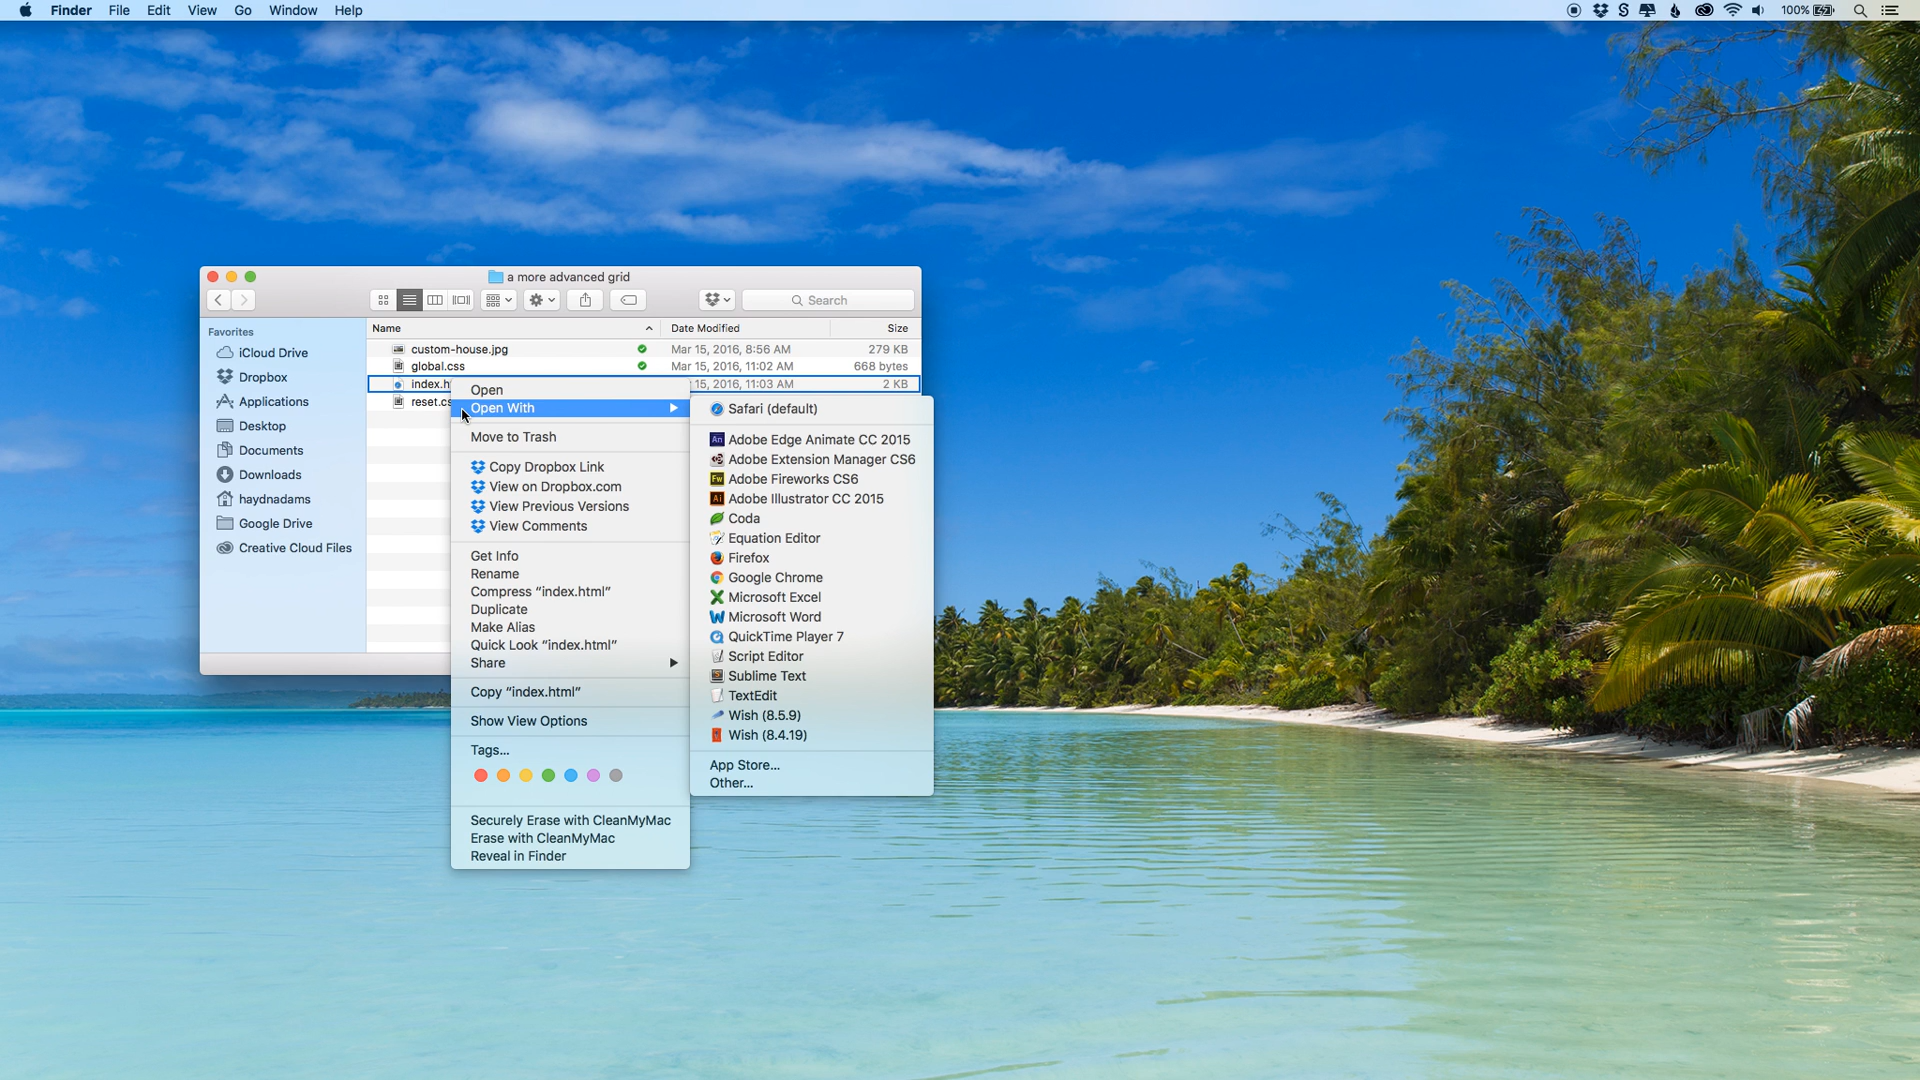 Finder File Edit View Go Window Help
100%
a more advanced grid
Search
Favorites
iCloud Drive
Dropbox
Applications
Desktop
Documents
Downloads
haydnadams
Google Drive
Creative Cloud Files
Name Date Modified Size
custom-house.jpg Mar 15, 2016, 8:56 AM 279 KB
global.css Mar 15, 2016, 11:02 AM 668 bytes
index.h 15, 2016, 11:03 AM 2 KB
reset.cs
Open
Open With
Move to Trash
Copy Dropbox Link
View on Dropbox.com
View Previous Versions
View Comments
Get Info
Rename
Compress “index.html”
Duplicate
Make Alias
Quick Look “index.html”
Share
Copy “index.html”
Show View Options
Tags...
Securely Erase with CleanMyMac
Erase with CleanMyMac
Reveal in Finder
Safari (default)
Adobe Edge Animate CC 2015
Adobe Extension Manager CS6
Adobe Fireworks CS6
Adobe Illustrator CC 2015
Coda
Equation Editor
Firefox
Google Chrome
Microsoft Excel
Microsoft Word
QuickTime Player 7
Script Editor
Sublime Text
TextEdit
Wish (8.5.9)
Wish (8.4.19)
App Store...
Other...